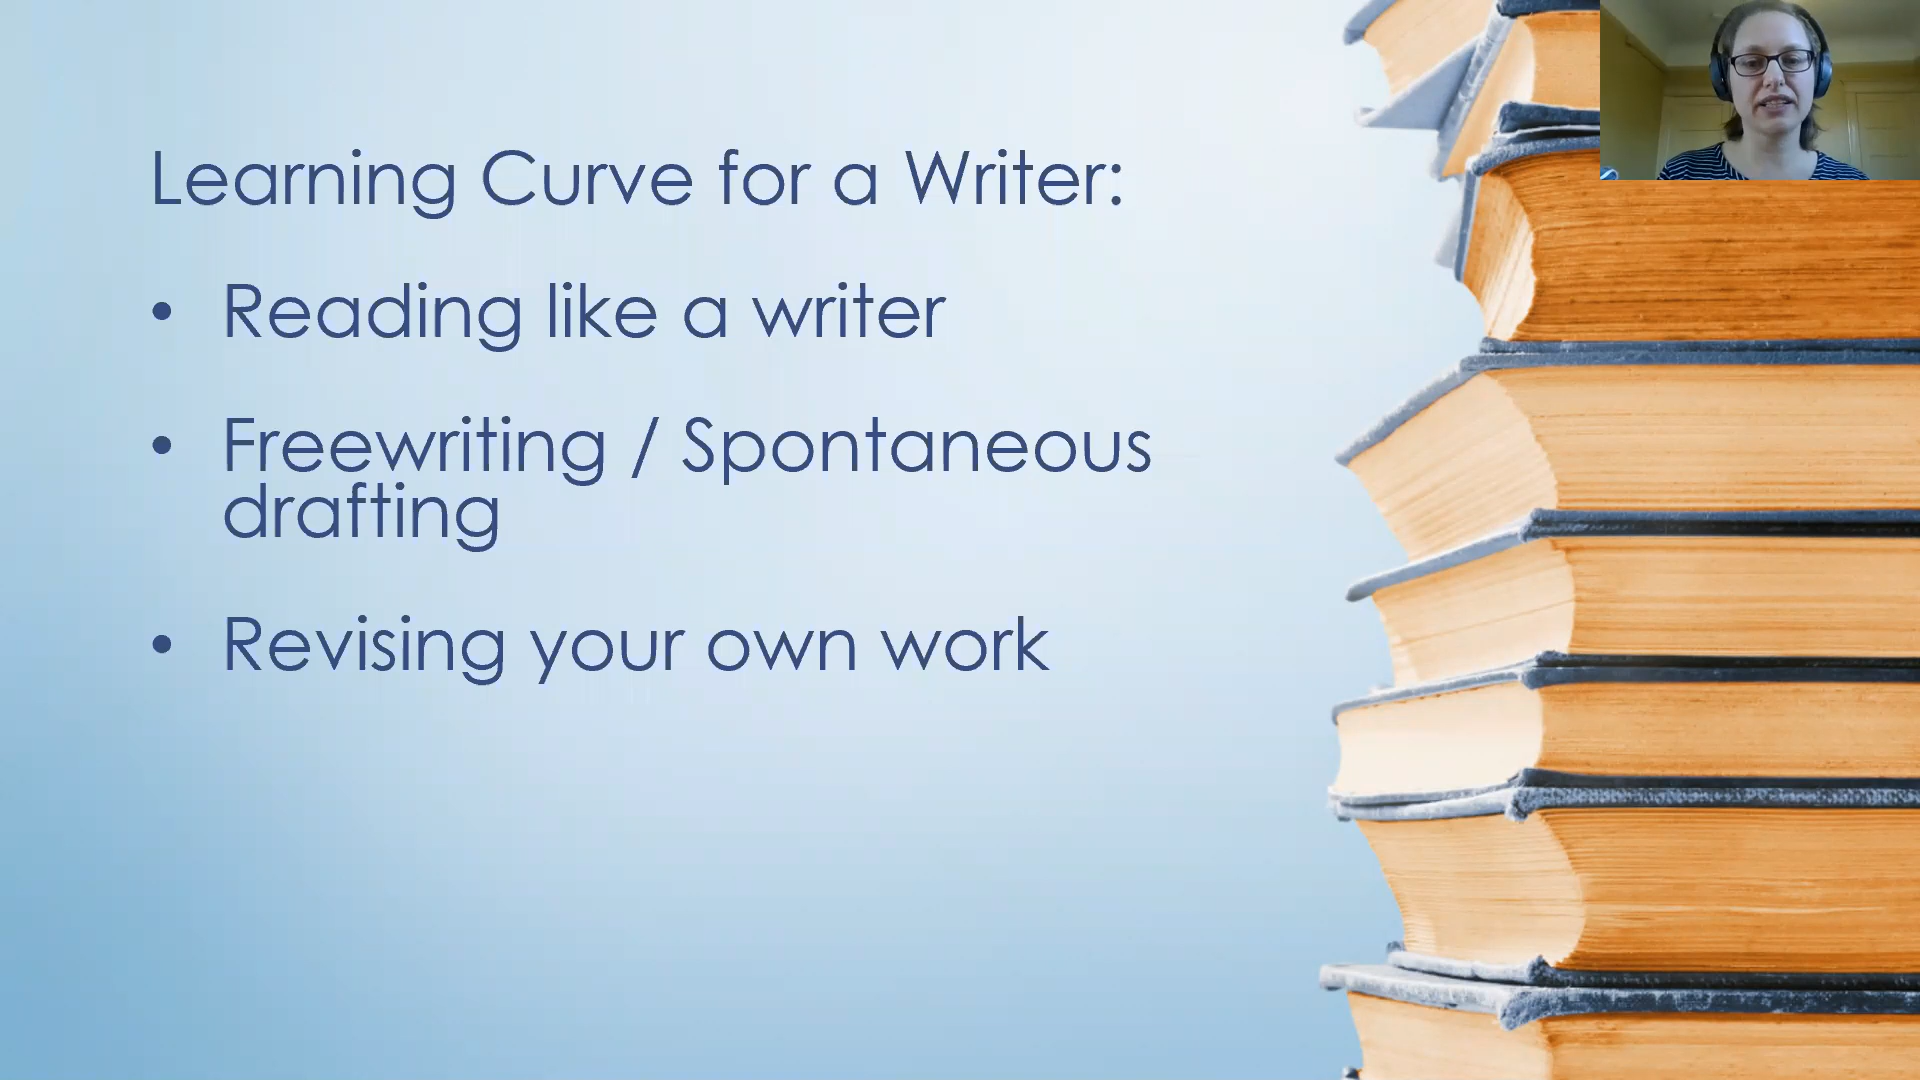 Learning Curve for a Writer:
• Reading like a writer
• Freewriting / Spontaneous
drafting
• Revising your own work